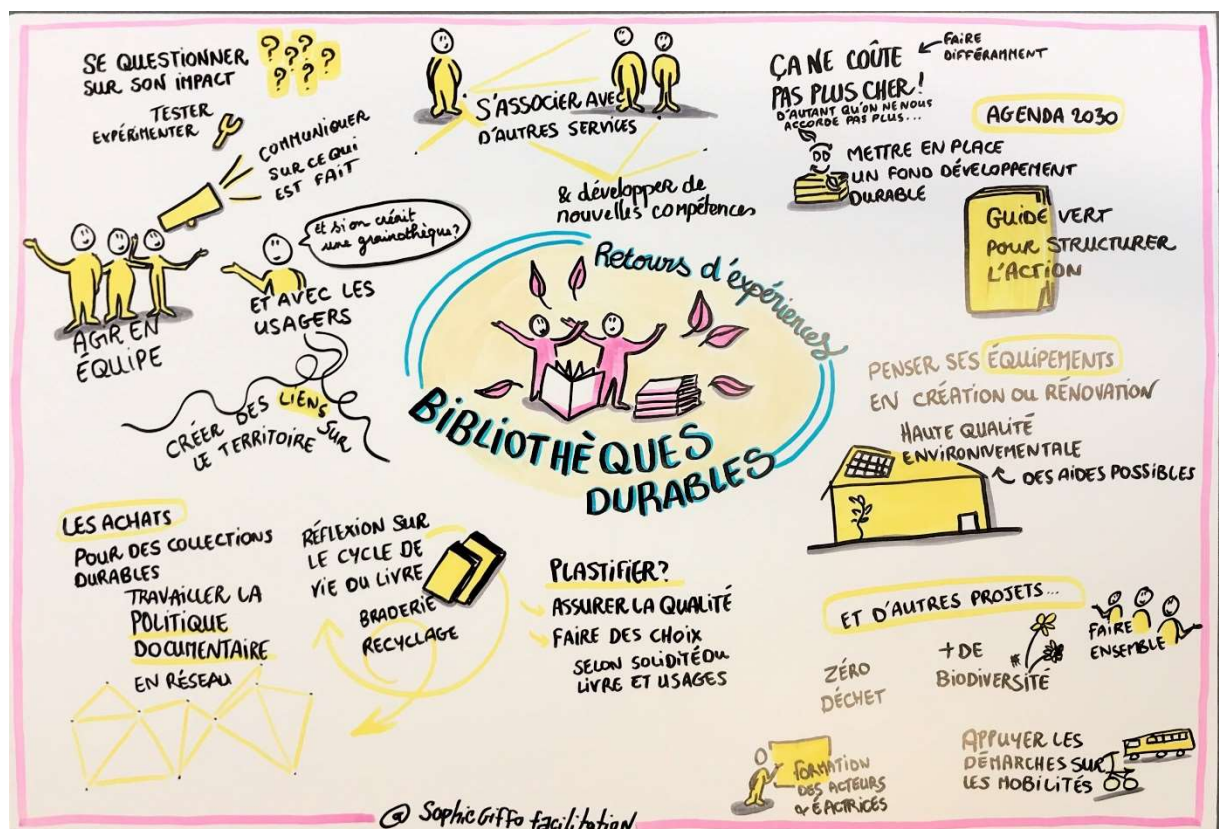 SE QUESTIONNER
SUR SON IMPACT
? ? ? ? ? ?
TESTER
EXPÉRIMENTER
COMMUNIQUER
SUR CE QUI
EST FAIT
AGIR EN
ÉQUIPE
Et si on créait
une grainothèque?
ET AVEC LES
USAGERS
CRÉER DES LIENS SUR
LE TERRITOIRE
S'ASSOCIER AVEC
D'AUTRES SERVICES
& développer de
nouvelles compétences
ÇA NE COÛTE
PAS PLUS CHER!
FAIRE
DIFFÉRAMMENT
D'AUTANT QU'ON NE NOUS
ACCORDE PAS PLUS...
METTRE EN PLACE
UN FOND DÉVELOPPEMENT
DURABLE
AGENDA 2030
GUIDE VERT
POUR STRUCTURER
L'ACTION
Retours d'expériences
BIBLIOTHÈQUES
DURABLES
PENSER SES ÉQUIPEMENTS
EN CRÉATION OU RÉNOVATION
HAUTE QUALITÉ
ENVIRONNEMENTALE
DES AIDES POSSIBLES
LES ACHATS
POUR DES COLLECTIONS
DURABLES
TRAVAILLER LA
POLITIQUE
DOCUMENTAIRE
EN RÉSEAU
RÉFLEXION SUR
LE CYCLE DE
VIE DU LIVRE
BRADERIE
RECYCLAGE
PLASTIFIER?
ASSURER LA QUALITÉ
FAIRE DES CHOIX
SELON SOLIDITÉ DU
LIVRE ET USAGES
ET D'AUTRES PROJETS...
FAIRE
ENSEMBLE
ZÉRO
DÉCHET
+ DE
BIODIVERSITÉ
FORMATION
DES ACTEURS
& ÉACTRICES
APPUYER LES
DÉMARCHES SUR
LES MOBILITÉS
@ Sophie Giffo facilitation